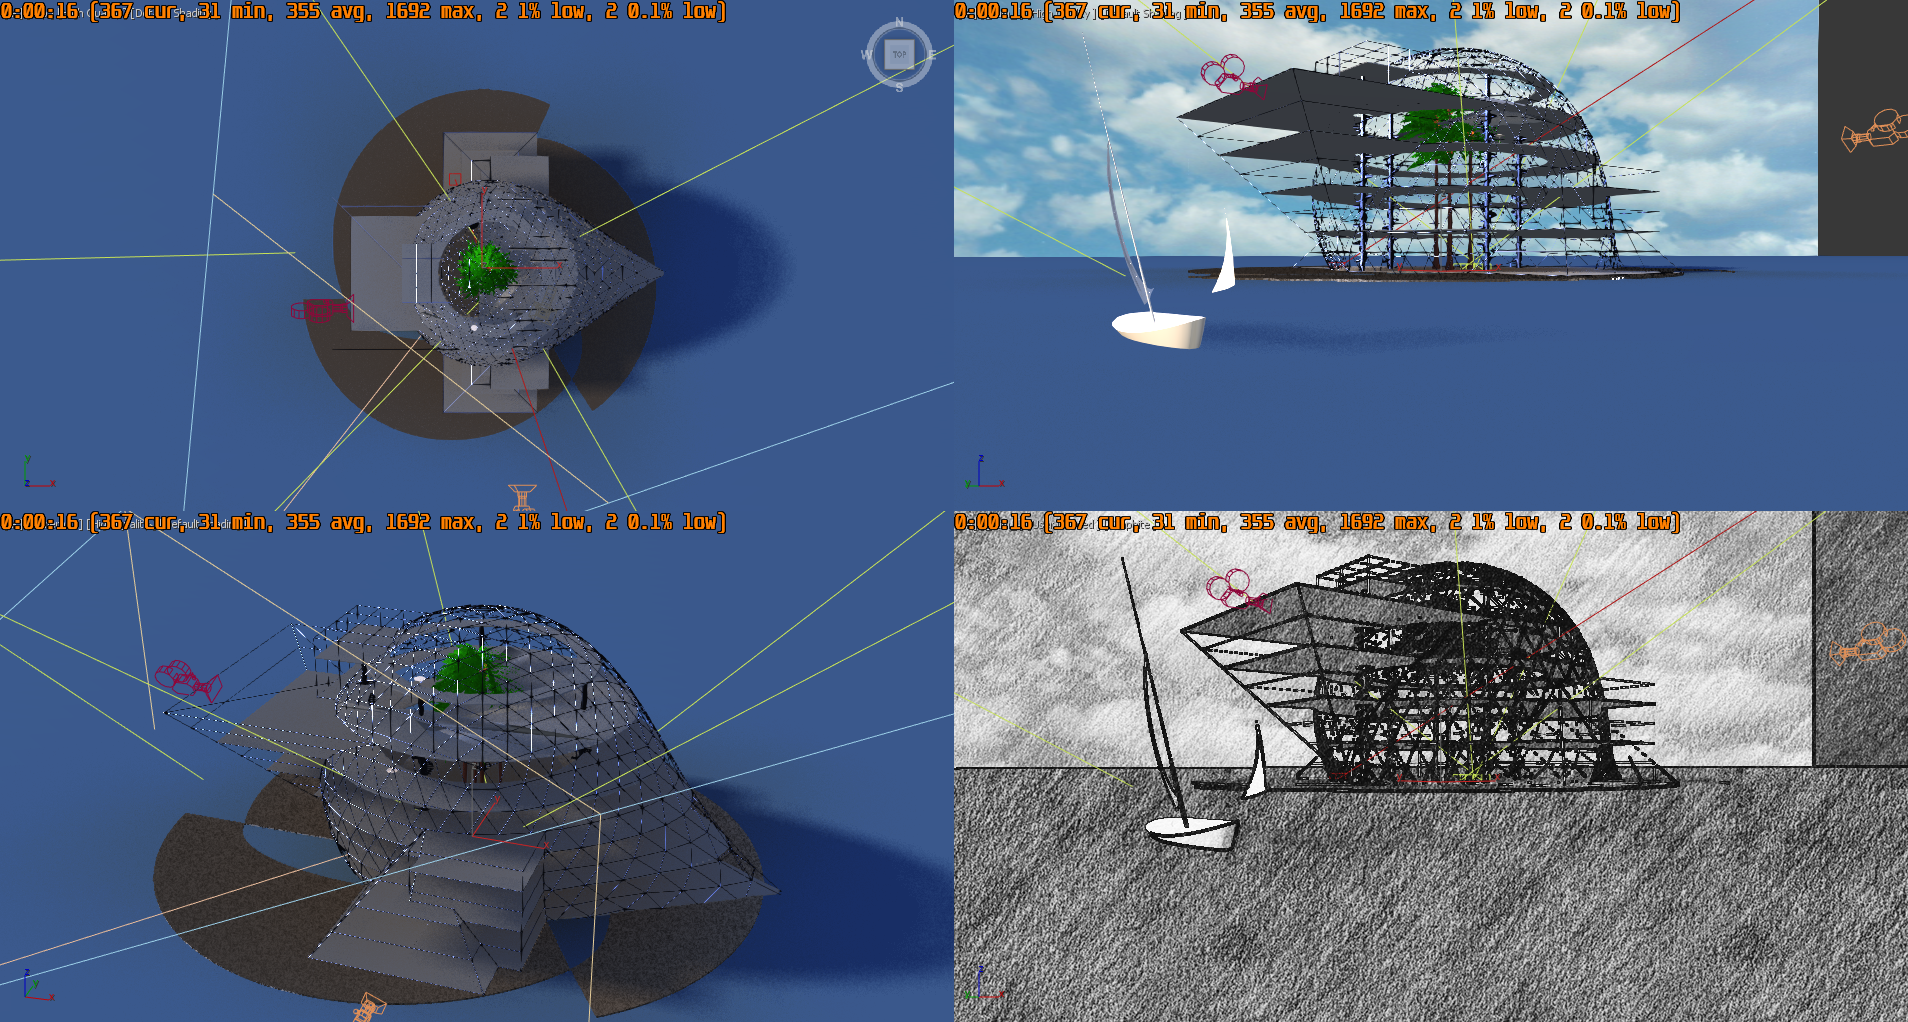 0:00:16 (367 cur, 31 min, 355 avg, 1692 max, 2 1% low, 2 0.1% low)
0:00:16 (367 cur, 31 min, 355 avg, 1692 max, 2 1% low, 2 0.1% low)
N
W TOP E
S
y
z x
z
y x
0:00:16 (367 cur, 31 min, 355 avg, 1692 max, 2 1% low, 2 0.1% low)
0:00:16 (367 cur, 31 min, 355 avg, 1692 max, 2 1% low, 2 0.1% low)
z
y
x
z
y x